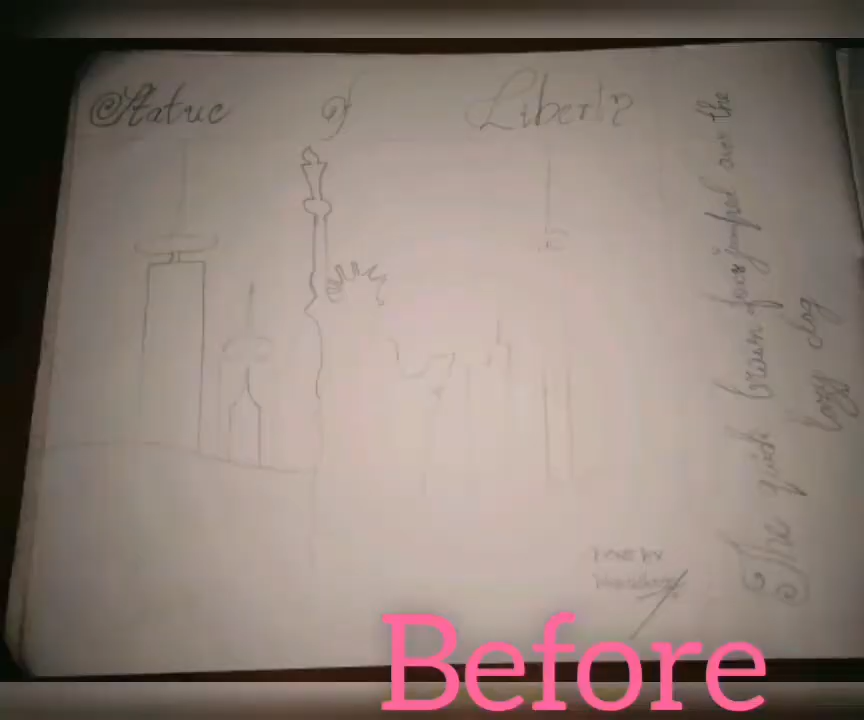 Statue of Liberty
The quick brown fox jumped over the
lazy dog
Before